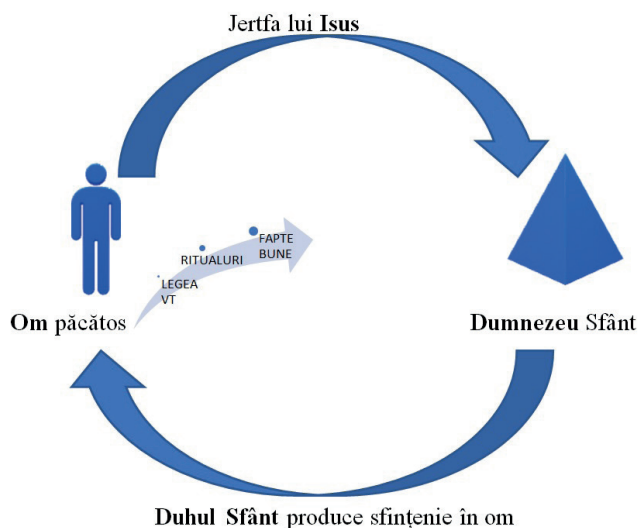 Jertfa lui Isus
FAPTE
BUNE
RITUALURI
LEGEA
VT
Om păcătos
Dumnezeu Sfânt
Duhul Sfânt produce sfințenie în om